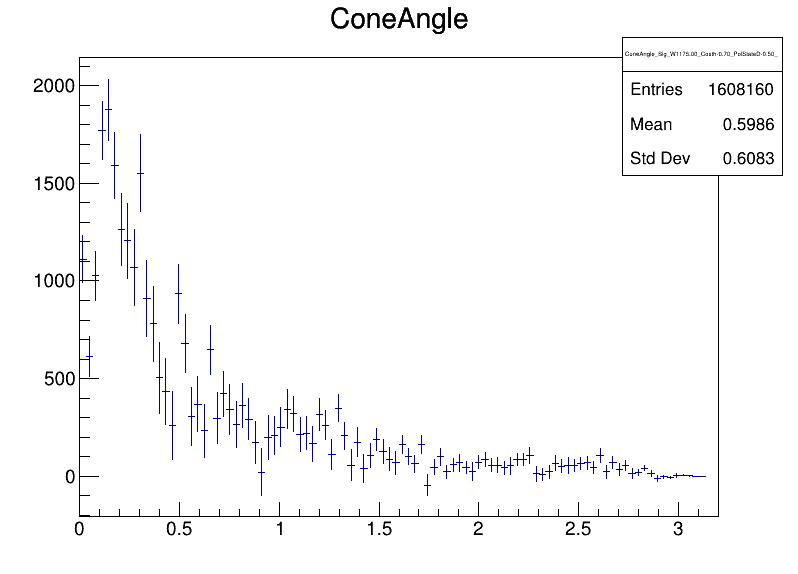 ConeAngle
ConeAngle_Sig_W1175.00_Costh-0.70_PolStateD-0.50_
Entries 1608160
Mean 0.5986
Std Dev 0.6083
2000
1500
1000
500
0
0 0.5 1 1.5 2 2.5 3